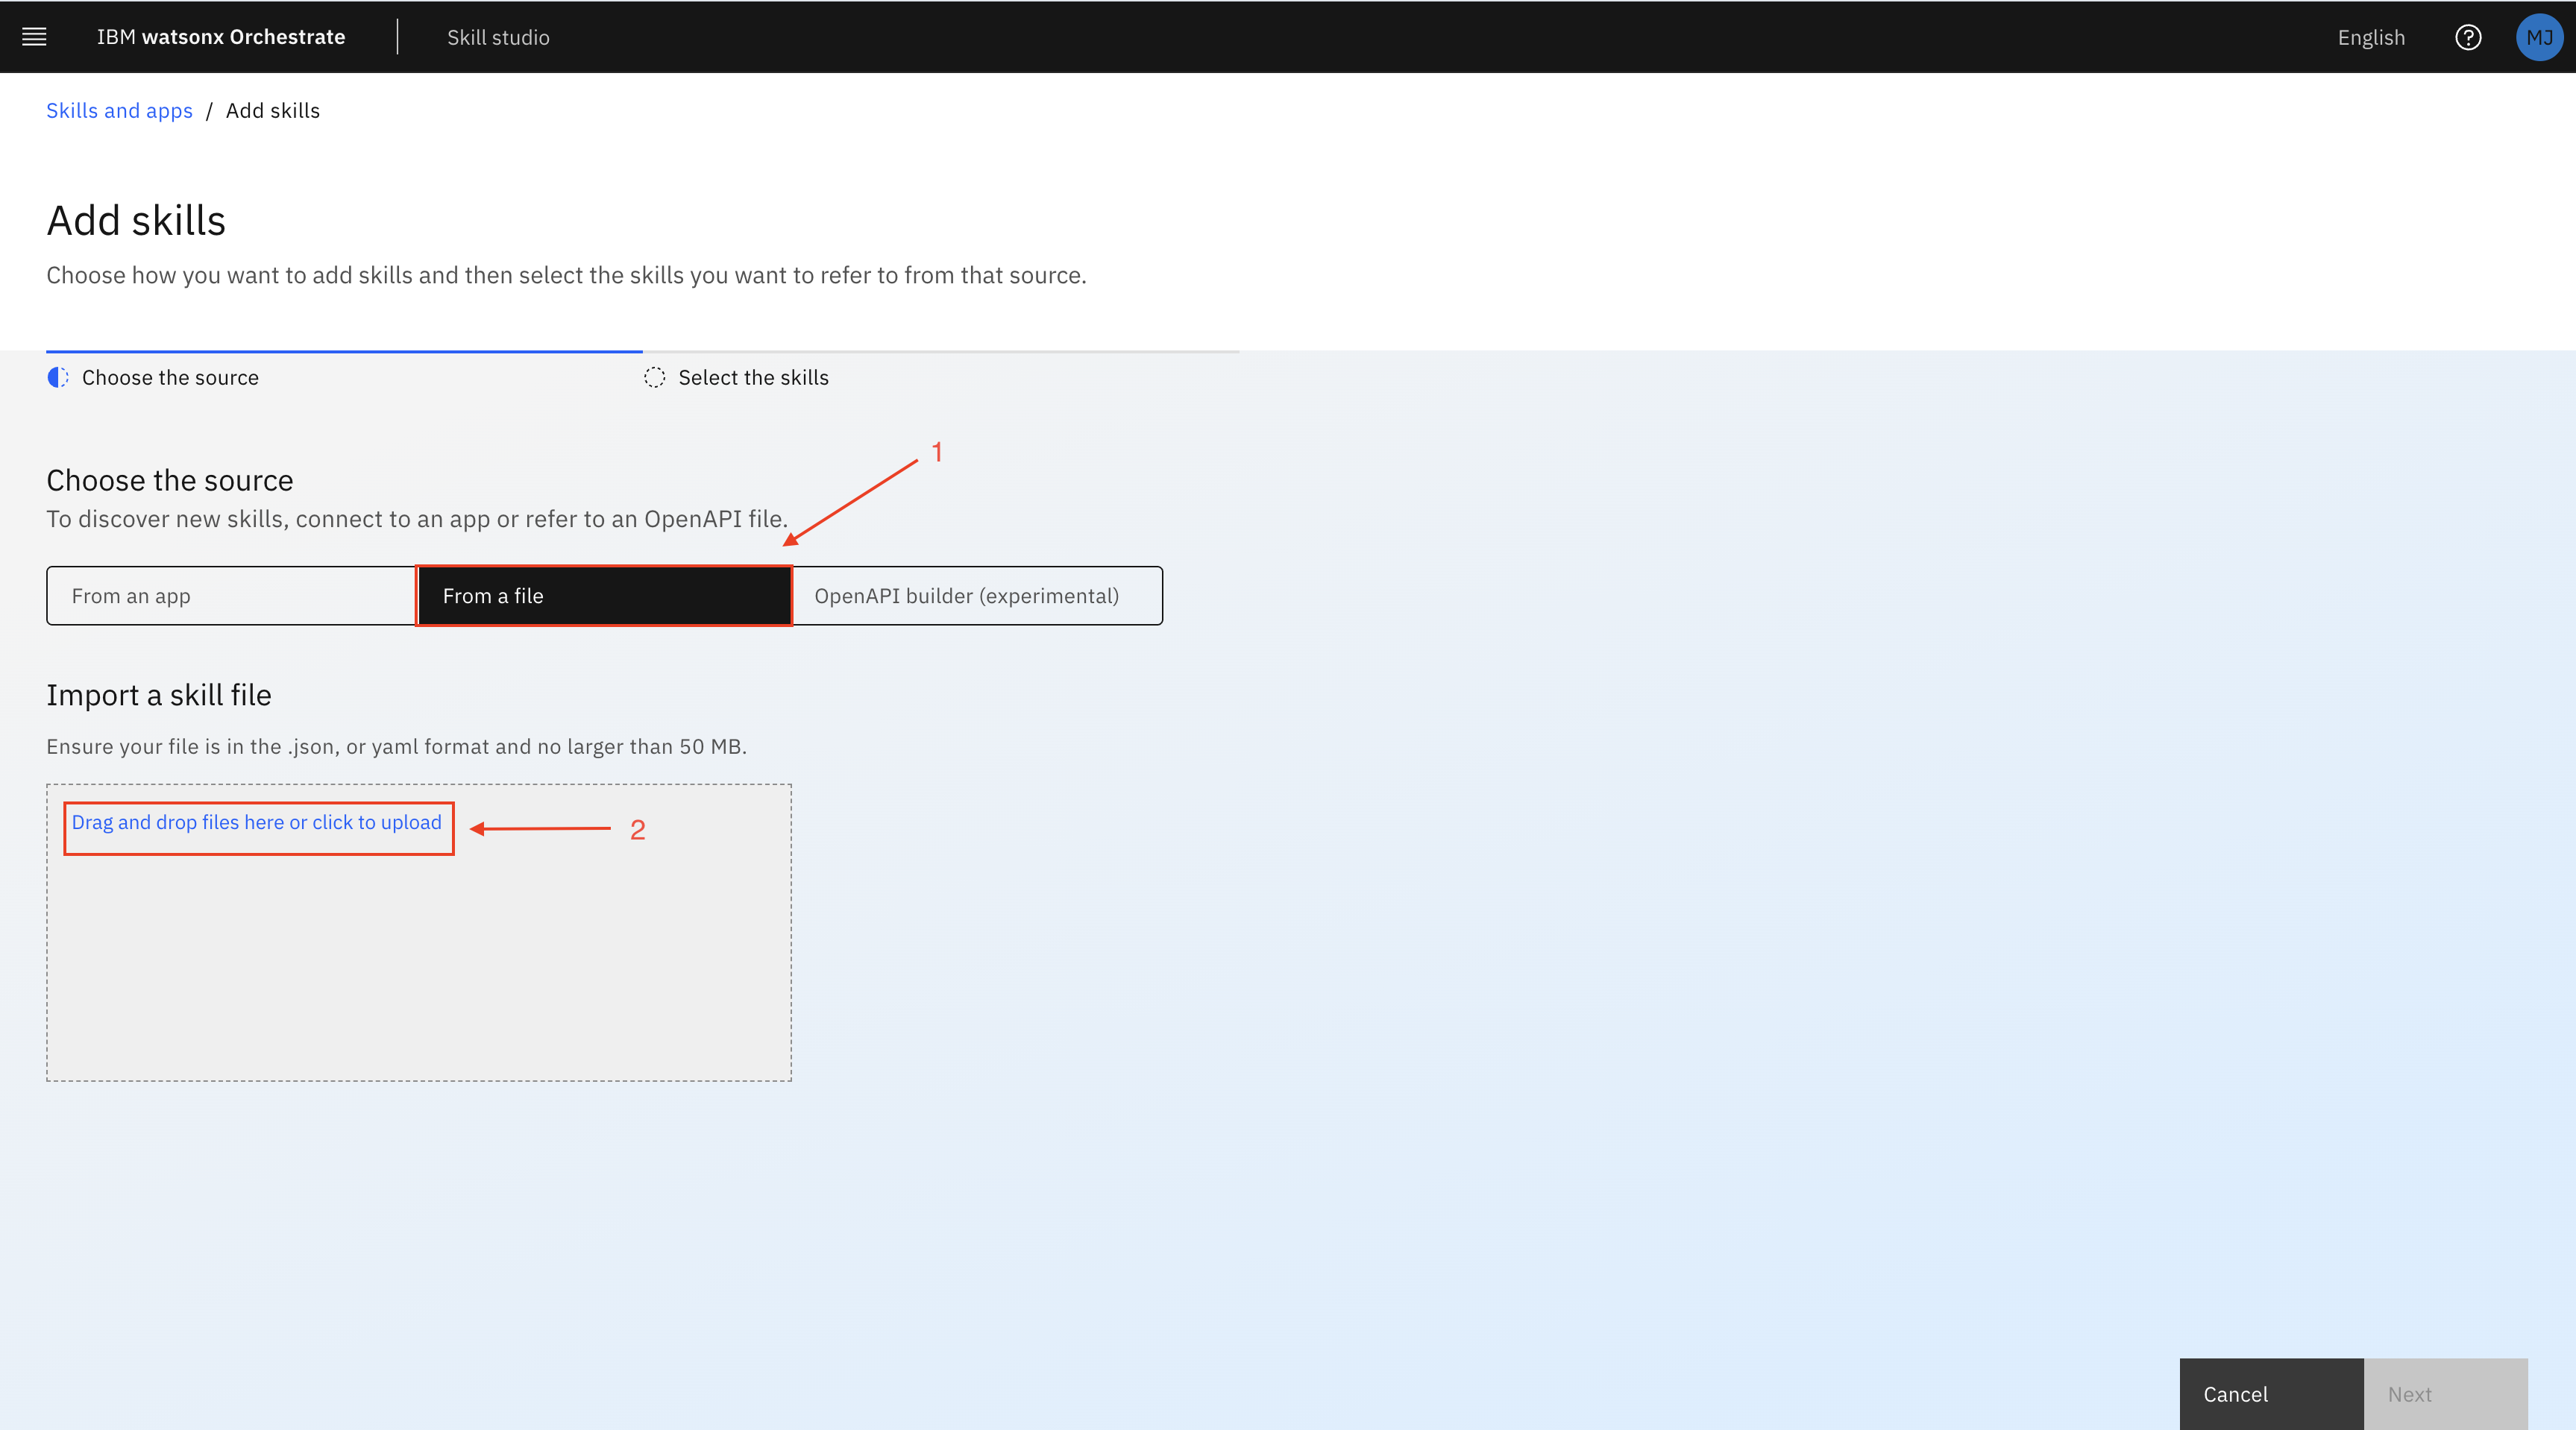 IBM watsonx Orchestrate Skill studio English MJ
Skills and apps / Add skills
Add skills
Choose how you want to add skills and then select the skills you want to refer to from that source.
Choose the source Select the skills
1
Choose the source
To discover new skills, connect to an app or refer to an OpenAPI file.
From an app From a file OpenAPI builder (experimental)
Import a skill file
Ensure your file is in the .json, or yaml format and no larger than 50 MB.
Drag and drop files here or click to upload 2
Cancel Next